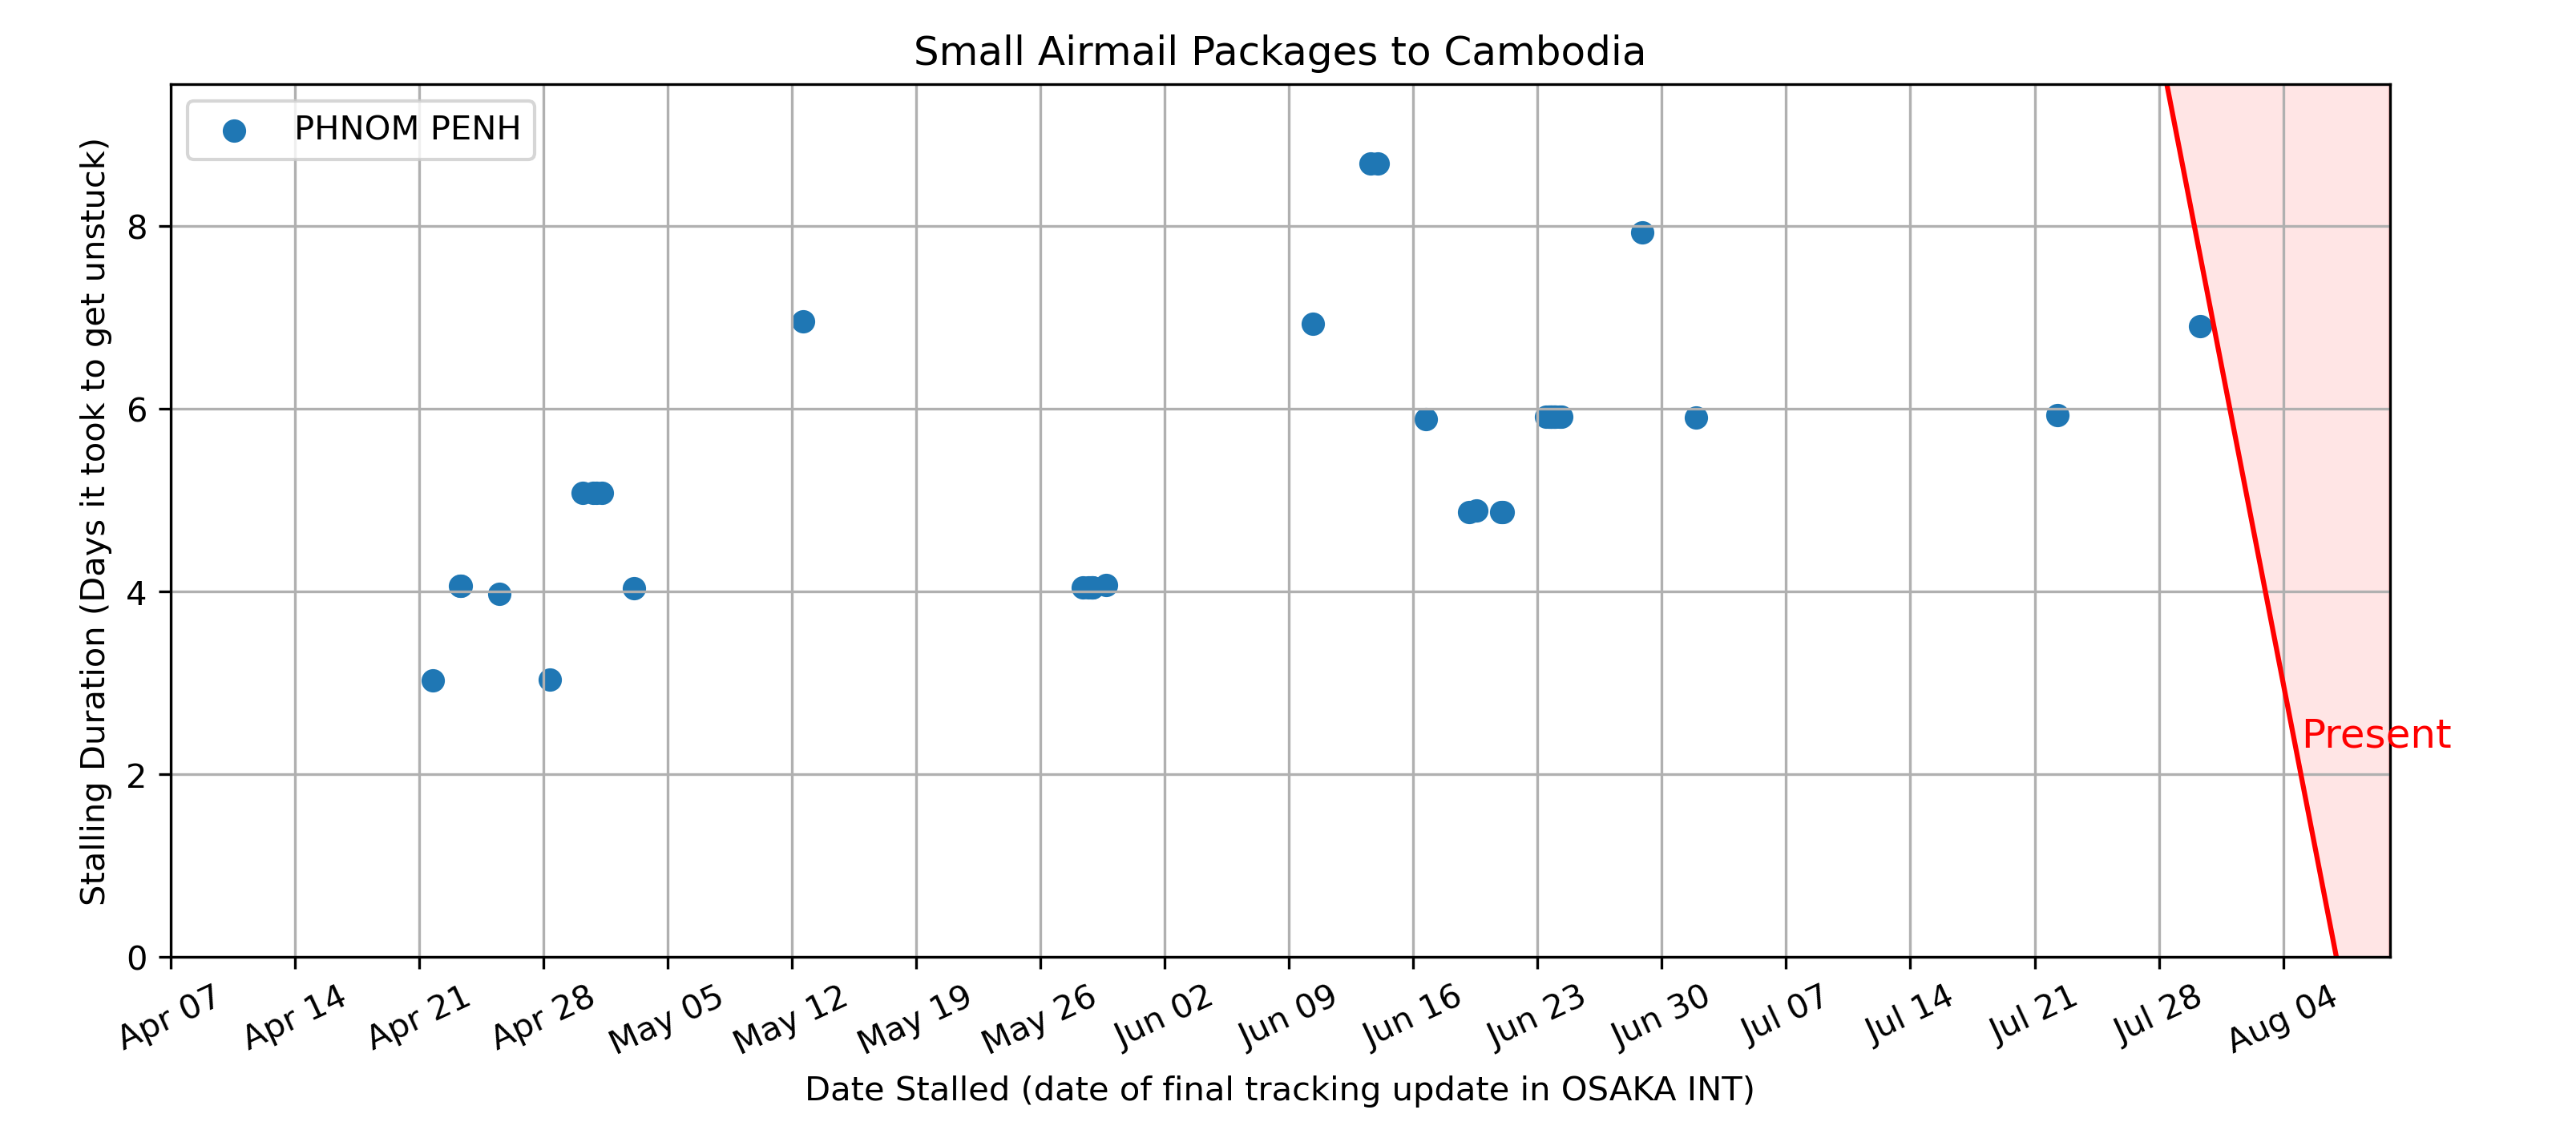 Small Airmail Packages to Cambodia
PHNOM PENH
Stalling Duration (Days it took to get unstuck)
8
6
4
2
0
Present
Apr 07
Apr 14
Apr 21
Apr 28
May 05
May 12
May 19
May 26
Jun 02
Jun 09
Jun 16
Jun 23
Jun 30
Jul 07
Jul 14
Jul 21
Jul 28
Aug 04
Date Stalled (date of final tracking update in OSAKA INT)